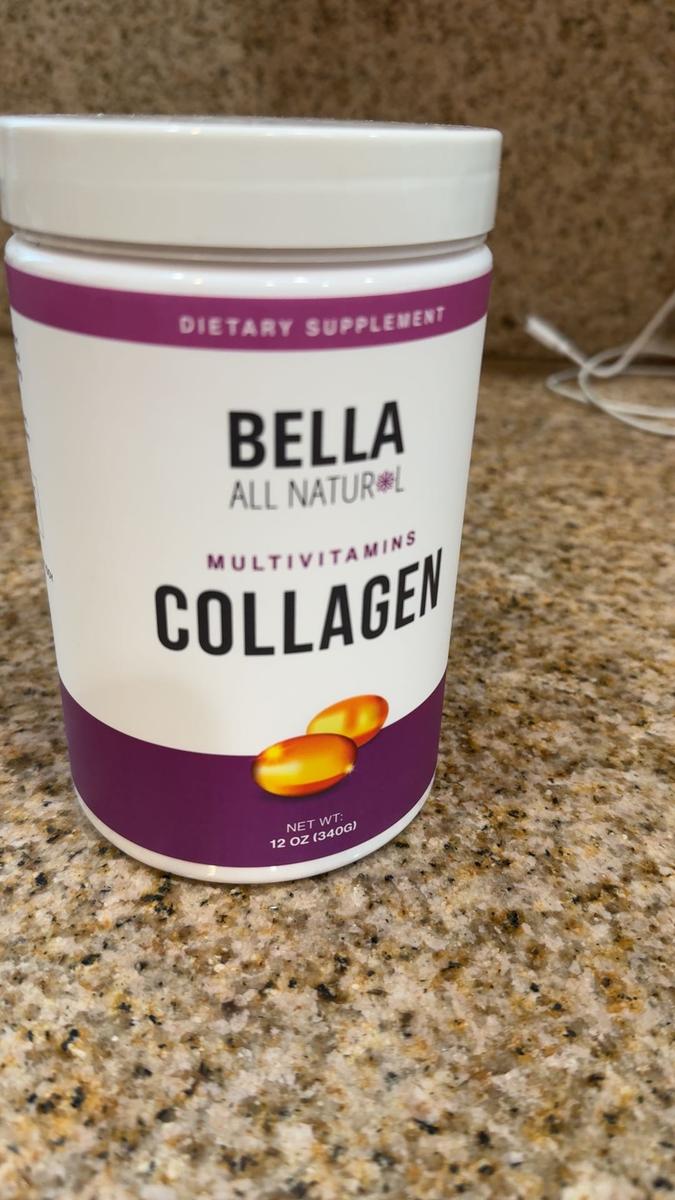 DIETARY SUPPLEMENT
BELLA
ALL NATURAL
MULTIVITAMINS
COLLAGEN
NET WT:
12 OZ (340G)